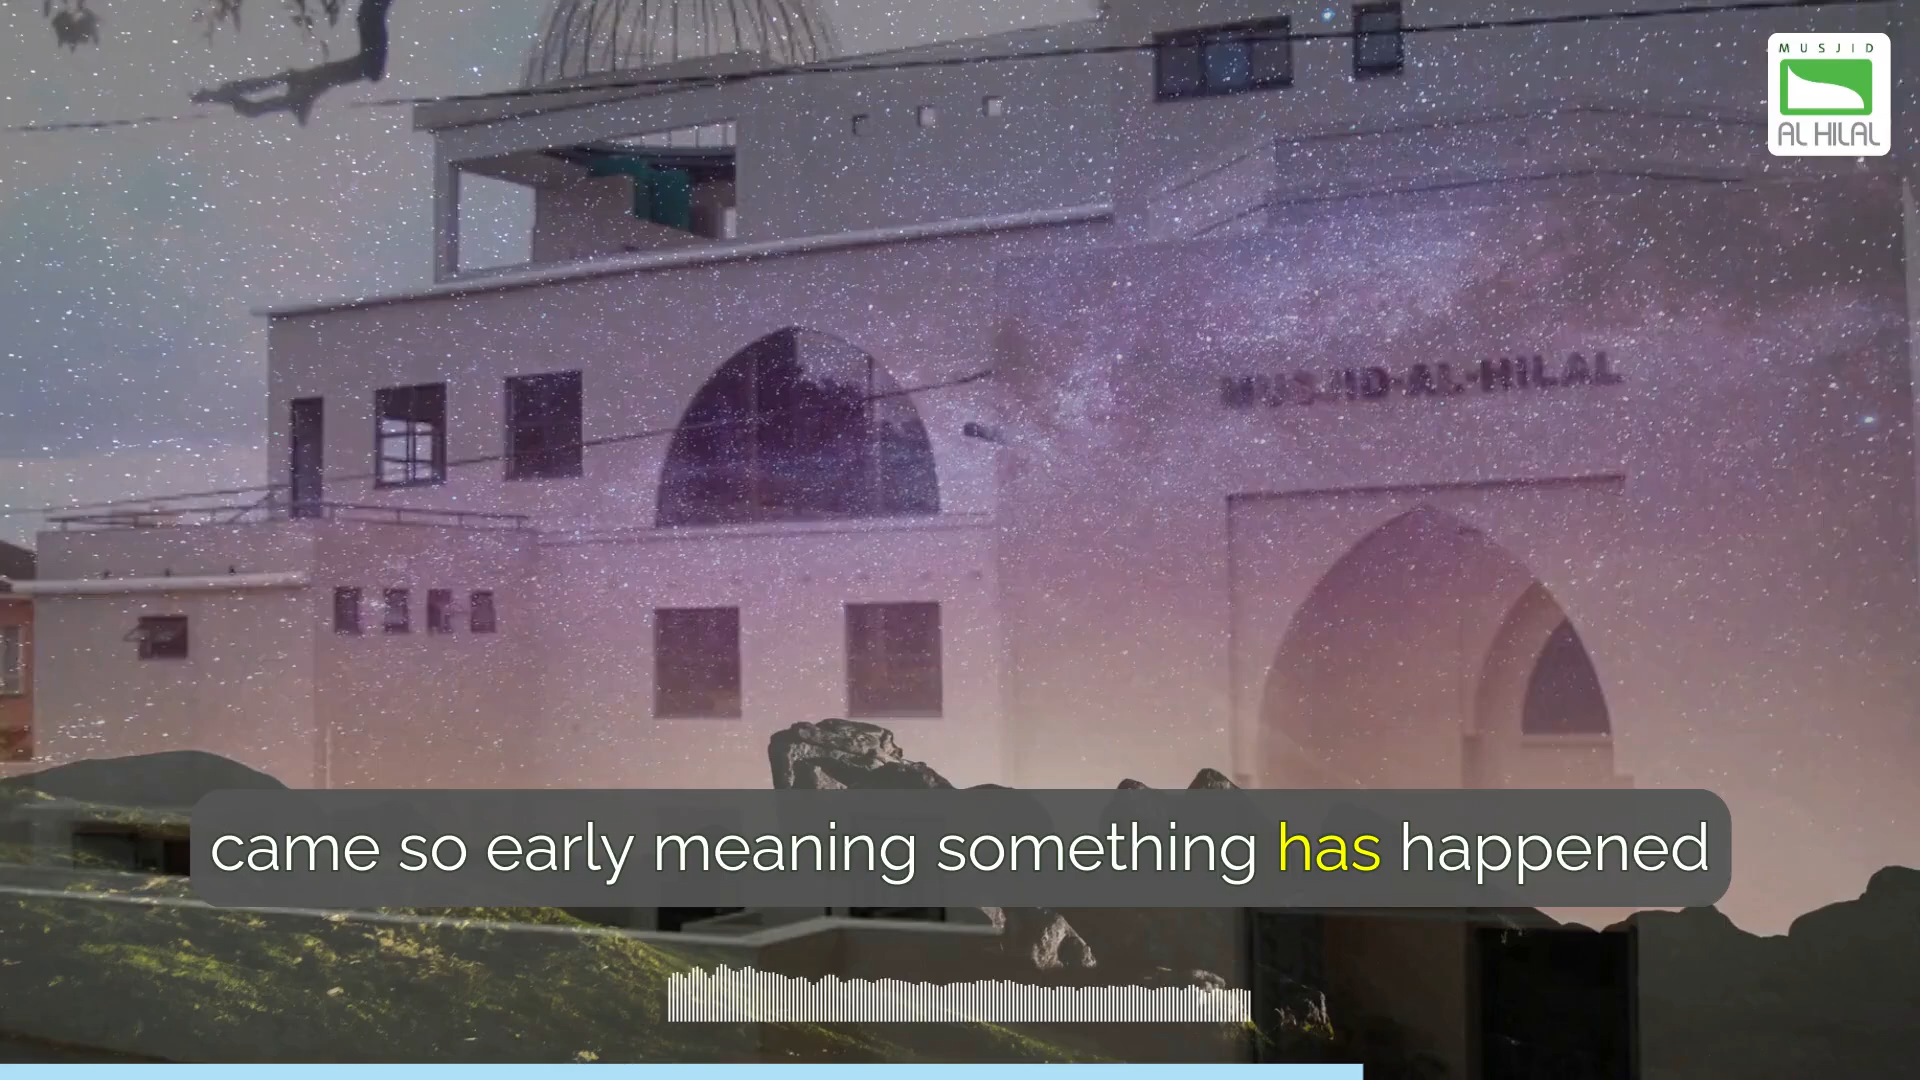 MUSJID
AL HILAL
MUSJID-AL-HILAL
came so early meaning something has happened